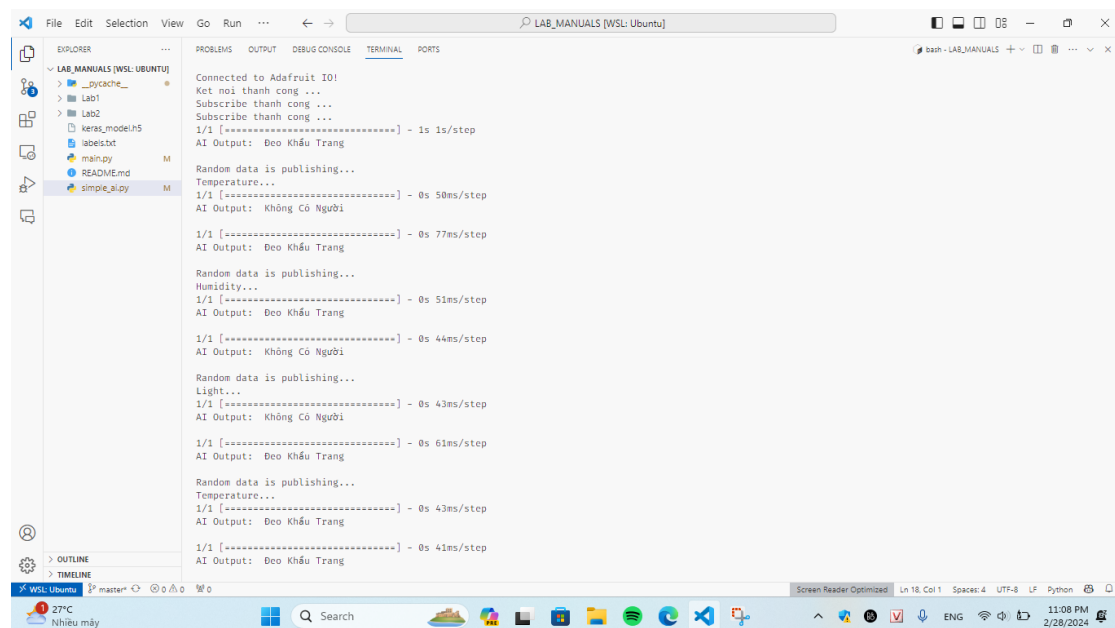 File Edit Selection View Go Run ···
LAB_MANUALS [WSL: Ubuntu]
EXPLORER ···
LAB_MANUALS [WSL: UBUNTU]
__pycache__
Lab1
Lab2
keras_model.h5
labels.txt
main.py M
README.md
simple_ai.py M
OUTLINE
TIMELINE
PROBLEMS OUTPUT DEBUG CONSOLE TERMINAL PORTS
bash - LAB_MANUALS
Connected to Adafruit IO!
Ket noi thanh cong ...
Subscribe thanh cong ...
Subscribe thanh cong ...
1/1 [==============================] - 1s 1s/step
AI Output:  Đeo Khẩu Trang
Random data is publishing...
Temperature...
1/1 [==============================] - 0s 50ms/step
AI Output:  Không Có Người
1/1 [==============================] - 0s 77ms/step
AI Output:  Đeo Khẩu Trang
Random data is publishing...
Humidity...
1/1 [==============================] - 0s 51ms/step
AI Output:  Đeo Khẩu Trang
1/1 [==============================] - 0s 44ms/step
AI Output:  Không Có Người
Random data is publishing...
Light...
1/1 [==============================] - 0s 43ms/step
AI Output:  Không Có Người
1/1 [==============================] - 0s 61ms/step
AI Output:  Đeo Khẩu Trang
Random data is publishing...
Temperature...
1/1 [==============================] - 0s 43ms/step
AI Output:  Đeo Khẩu Trang
1/1 [==============================] - 0s 41ms/step
AI Output:  Đeo Khẩu Trang
3
WSL: Ubuntu master* 0 0 0
Screen Reader Optimized Ln 18, Col 1 Spaces: 4 UTF-8 LF Python
1
27°C
Nhiều mây
Search
PRE
V
ENG
11:08 PM
2/28/2024